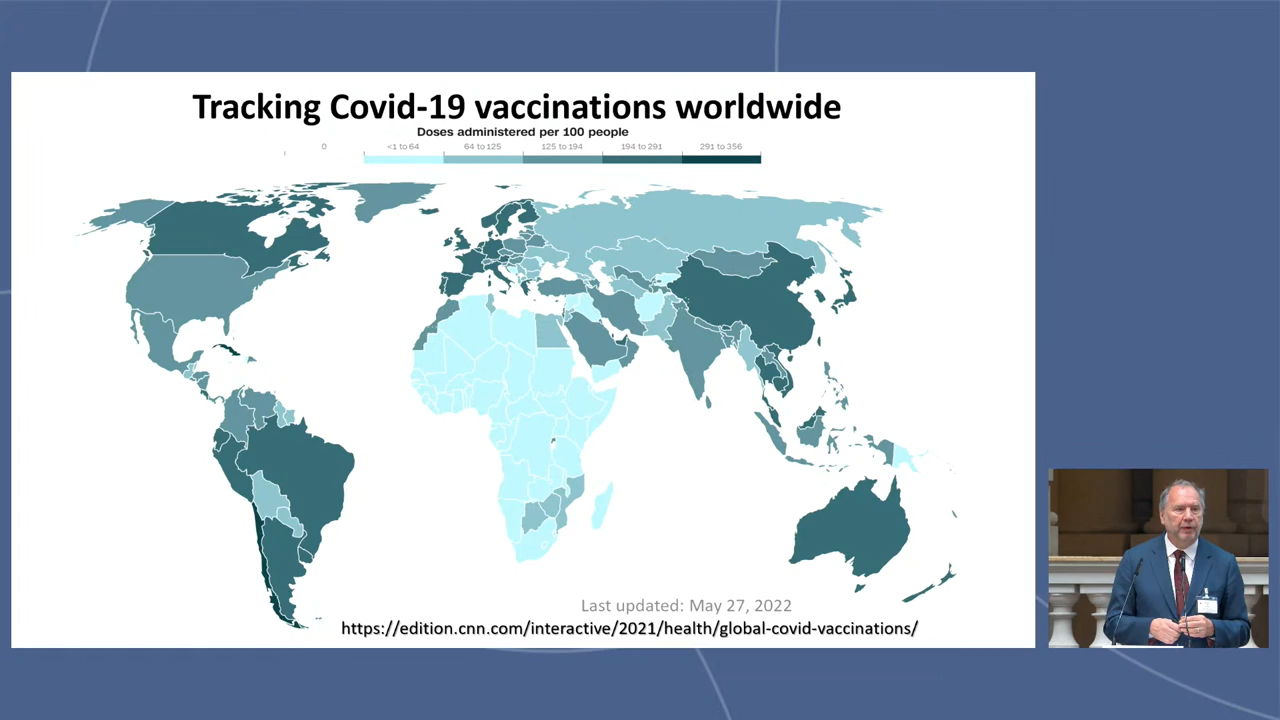 Tracking Covid-19 vaccinations worldwide
Doses administered per 100 people
0 <1 to 64 64 to 125 125 to 194 194 to 291 291 to 356
Last updated: May 27, 2022
https://edition.cnn.com/interactive/2021/health/global-covid-vaccinations/